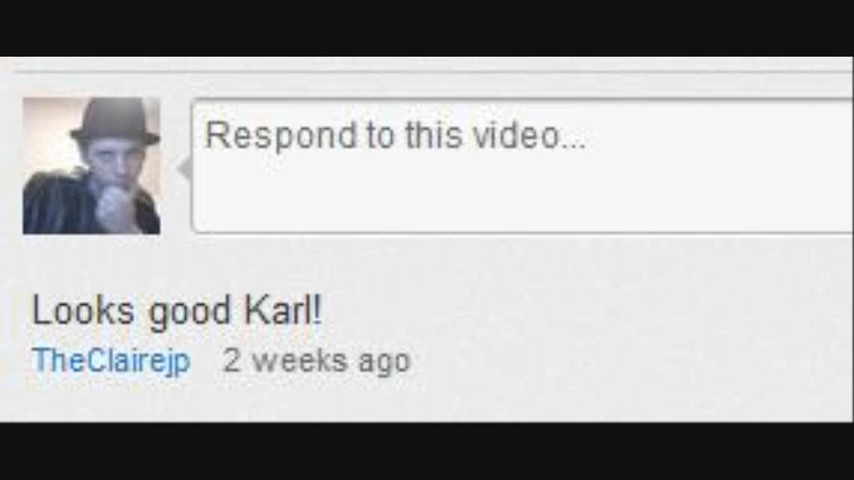 Respond to this video...
Looks good Karl!
TheClairejp 2 weeks ago